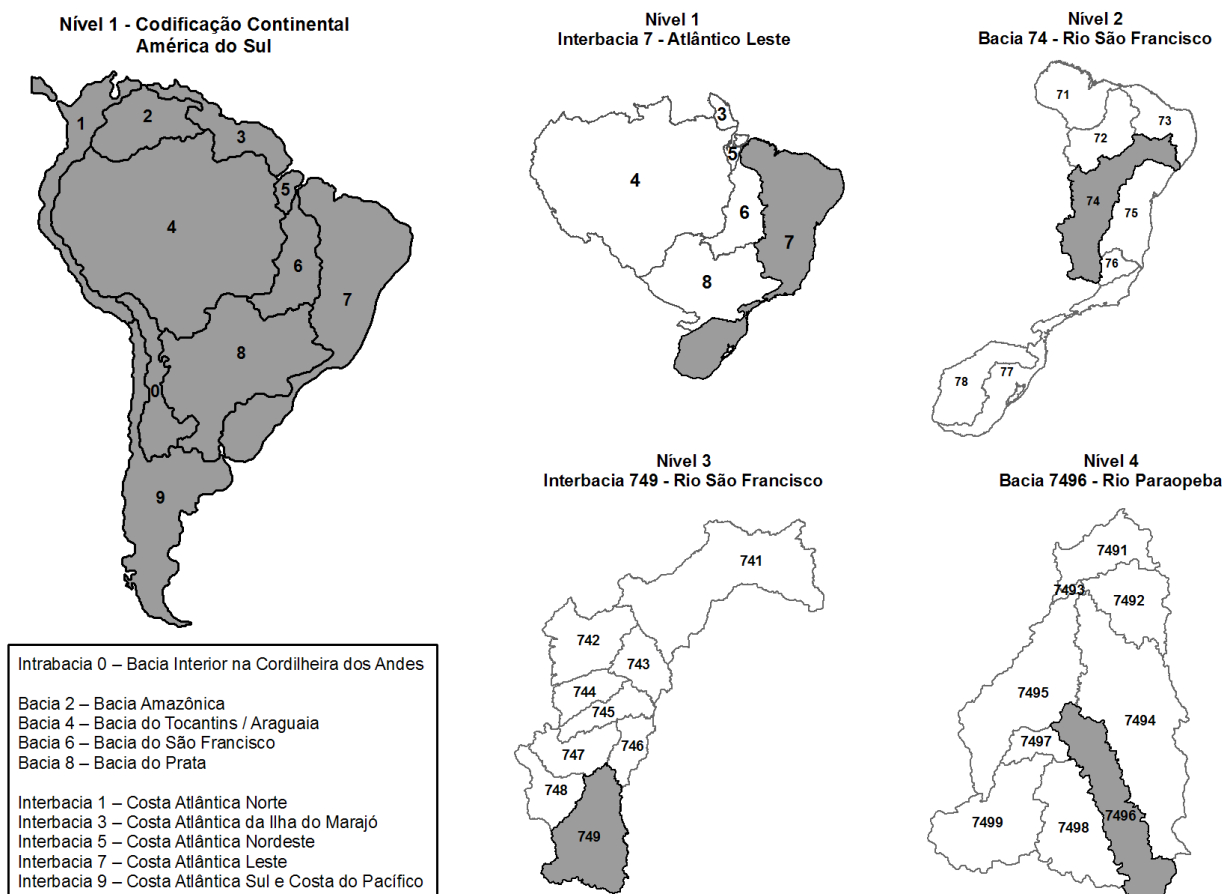 Nível 1 - Codificação Continental
América do Sul
1
2
3
4
5
6
7
8
0
9
Nível 1
Interbacia 7 - Atlântico Leste
3
5
4
6
7
8
Nível 2
Bacia 74 - Rio São Francisco
71
72
73
74
75
76
77
78
Nível 3
Interbacia 749 - Rio São Francisco
741
742
743
744
745
746
747
748
749
Nível 4
Bacia 7496 - Rio Paraopeba
7491
7493
7492
7495
7494
7497
7496
7499
7498
Intrabacia 0 – Bacia Interior na Cordilheira dos Andes
Bacia 2 – Bacia Amazônica
Bacia 4 – Bacia do Tocantins / Araguaia
Bacia 6 – Bacia do São Francisco
Bacia 8 – Bacia do Prata
Interbacia 1 – Costa Atlântica Norte
Interbacia 3 – Costa Atlântica da Ilha do Marajó
Interbacia 5 – Costa Atlântica Nordeste
Interbacia 7 – Costa Atlântica Leste
Interbacia 9 – Costa Atlântica Sul e Costa do Pacífico